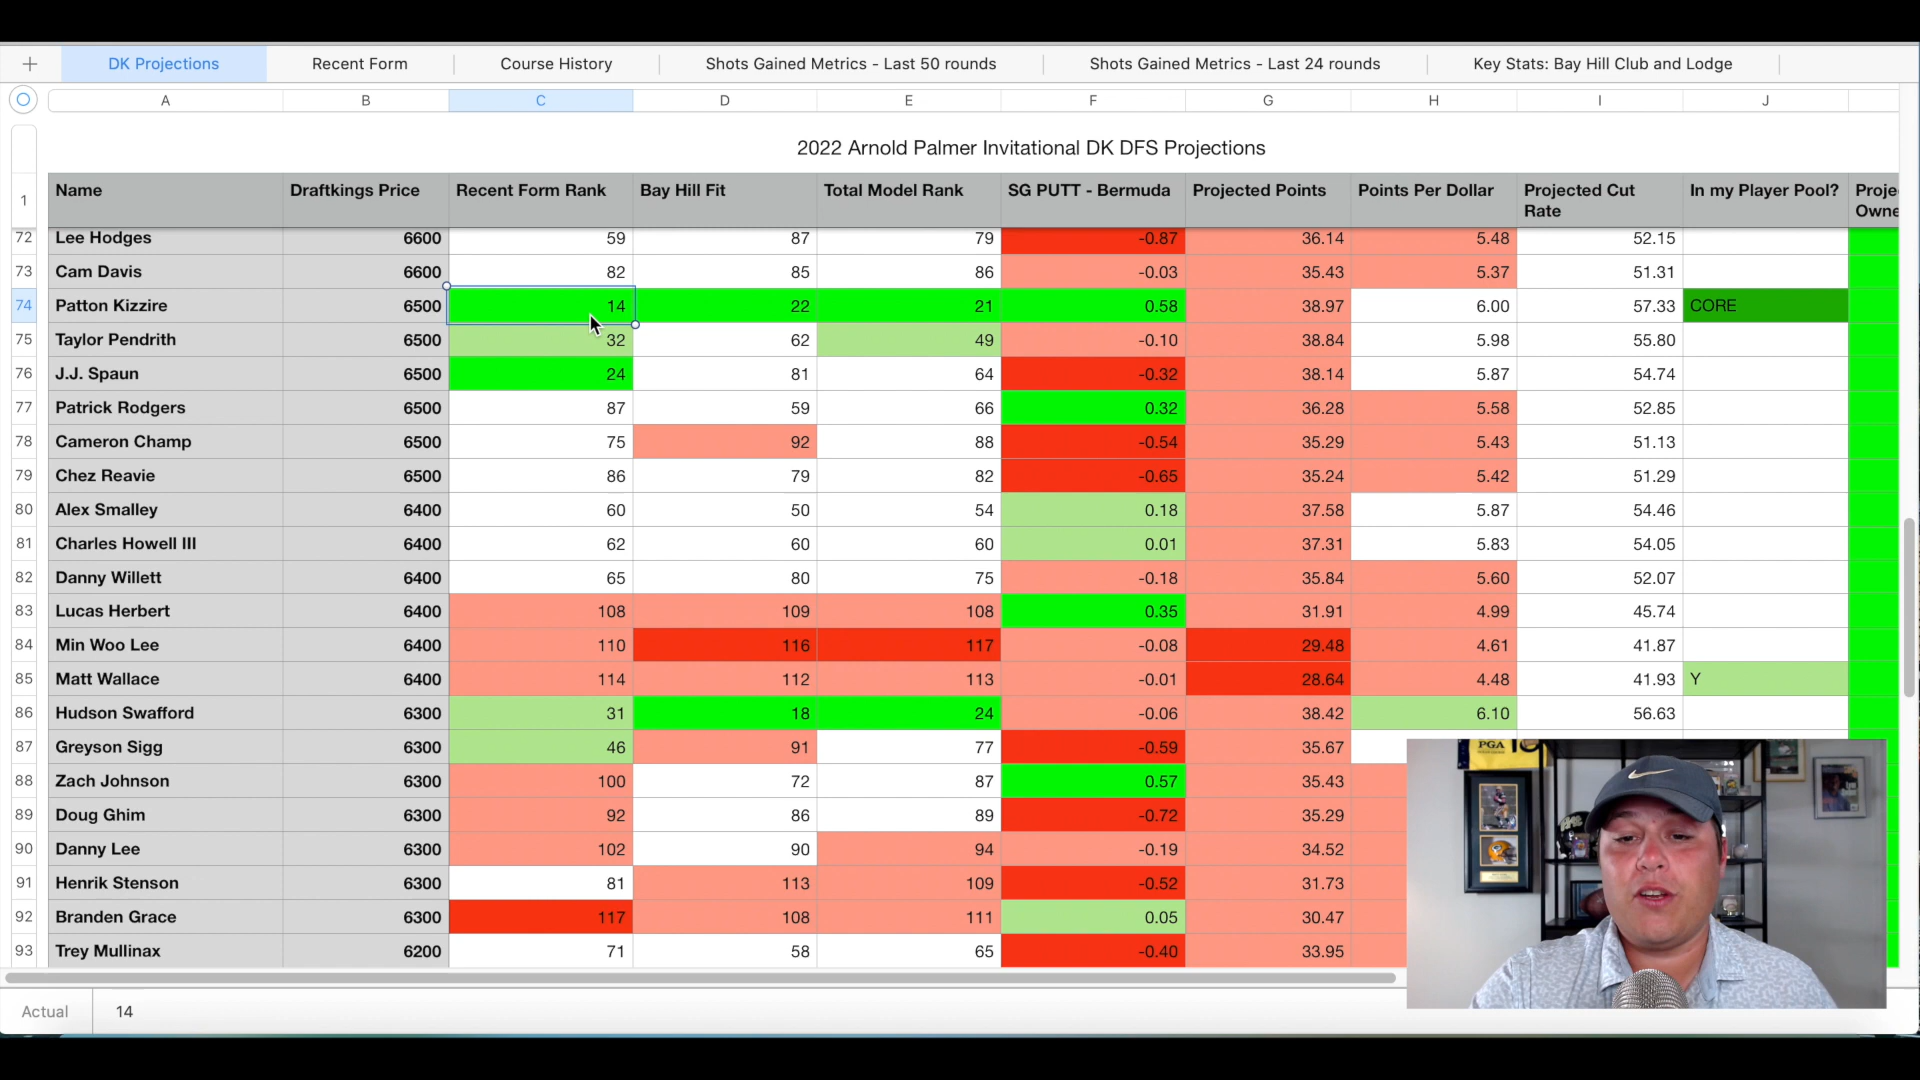 DK Projections Recent Form Course History Shots Gained Metrics - Last 50 rounds Shots Gained Metrics - Last 24 rounds Key Stats: Bay Hill Club and Lodge
A B C D E F G H I J
2022 Arnold Palmer Invitational DK DFS Projections
1 Name Draftkings Price Recent Form Rank Bay Hill Fit Total Model Rank SG PUTT - Bermuda Projected Points Points Per Dollar Projected Cut Rate In my Player Pool?
72 Lee Hodges 6600 59 87 79 -0.87 36.14 5.48 52.15
73 Cam Davis 6600 82 85 86 -0.03 35.43 5.37 51.31
74 Patton Kizzire 6500 14 22 21 0.58 38.97 6.00 57.33 CORE
75 Taylor Pendrith 6500 32 62 49 -0.10 38.84 5.98 55.80
76 J.J. Spaun 6500 24 81 64 -0.32 38.14 5.87 54.74
77 Patrick Rodgers 6500 87 59 66 0.32 36.28 5.58 52.85
78 Cameron Champ 6500 75 92 88 -0.54 35.29 5.43 51.13
79 Chez Reavie 6500 86 79 82 -0.65 35.24 5.42 51.29
80 Alex Smalley 6400 60 50 54 0.18 37.58 5.87 54.46
81 Charles Howell III 6400 62 60 60 0.01 37.31 5.83 54.05
82 Danny Willett 6400 65 80 75 -0.18 35.84 5.60 52.07
83 Lucas Herbert 6400 108 109 108 0.35 31.91 4.99 45.74
84 Min Woo Lee 6400 110 116 117 -0.08 29.48 4.61 41.87
85 Matt Wallace 6400 114 112 113 -0.01 28.64 4.48 41.93 Y
86 Hudson Swafford 6300 31 18 24 -0.06 38.42 6.10 56.63
87 Greyson Sigg 6300 46 91 77 -0.59 35.67
88 Zach Johnson 6300 100 72 87 0.57 35.43
89 Doug Ghim 6300 92 86 89 -0.72 35.29
90 Danny Lee 6300 102 90 94 -0.19 34.52
91 Henrik Stenson 6300 81 113 109 -0.52 31.73
92 Branden Grace 6300 117 108 111 0.05 30.47
93 Trey Mullinax 6200 71 58 65 -0.40 33.95
PGA
Actual 14